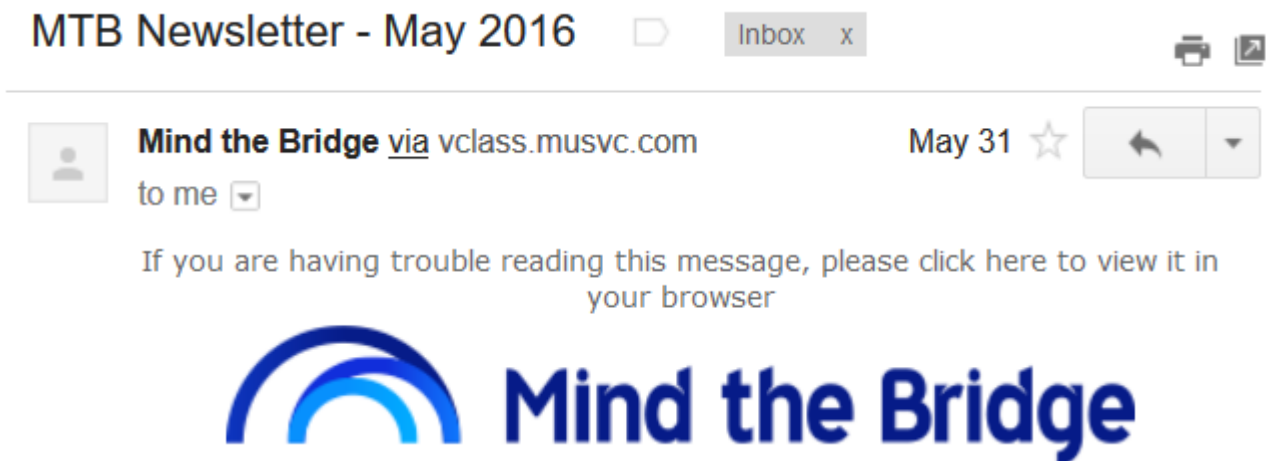 MTB Newsletter - May 2016 Inbox x
Mind the Bridge via vclass.musvc.com May 31
to me
If you are having trouble reading this message, please click here to view it in
your browser
Mind the Bridge